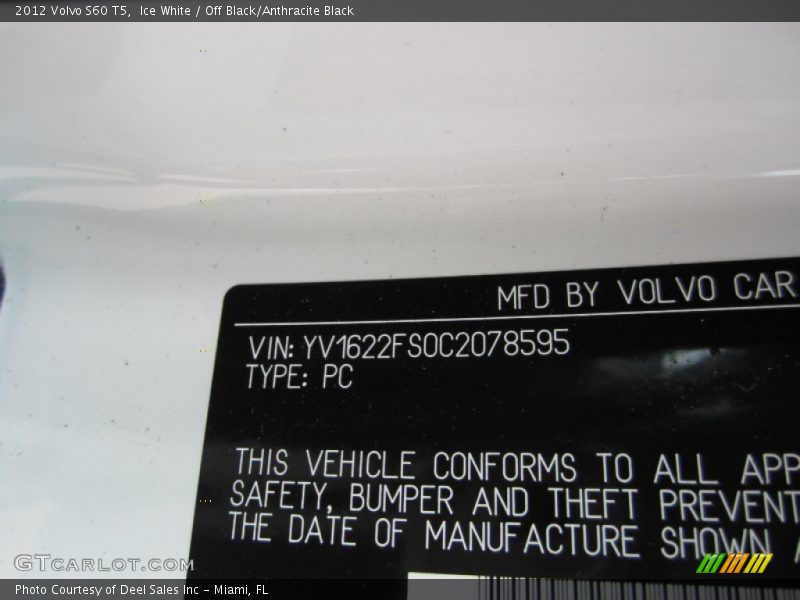 2012 Volvo S60 T5, Ice White / Off Black/Anthracite Black
MFD BY VOLVO CAR
VIN: YV1622FS0C2078595
TYPE: PC
THIS VEHICLE CONFORMS TO ALL APP
SAFETY, BUMPER AND THEFT PREVENT
THE DATE OF MANUFACTURE SHOWN A
GTCARLOT.COM
Photo Courtesy of Deel Sales Inc - Miami, FL